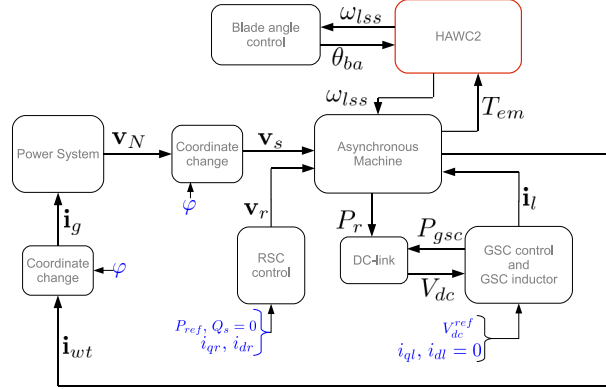 ω_lss
Blade angle
control
HAWC2
θ_ba
ω_lss
T_em
v_N
v_s
Power System
Coordinate
change
Asynchronous
Machine
φ
v_r
i_g
P_r
P_gsc
i_l
Coordinate
change
φ
RSC
control
DC-link
GSC control
and
GSC inductor
V_dc
P_ref, Q_s = 0
i_qr, i_dr
V_dc^ref
i_ql, i_dl = 0
i_wt